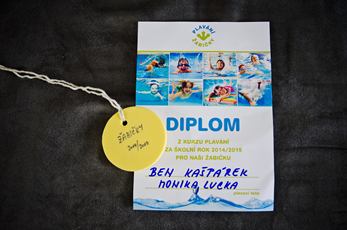 PLAVÁNÍ
ŽABIČKY
DIPLOM
Z KURZU PLAVÁNÍ
ZA ŠKOLNÍ ROK 2014/2015
PRO NAŠI ŽABIČKU
BEN KAŠPÁREK
MONIKA, LUCKA
ŽABIČKY